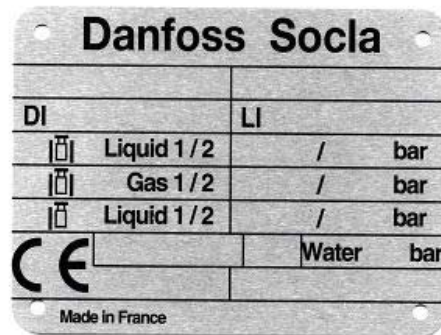 Danfoss Socla
DI LI
Liquid 1/2 / bar
Gas 1/2 / bar
Liquid 1/2 / bar
CE Water bar
Made in France